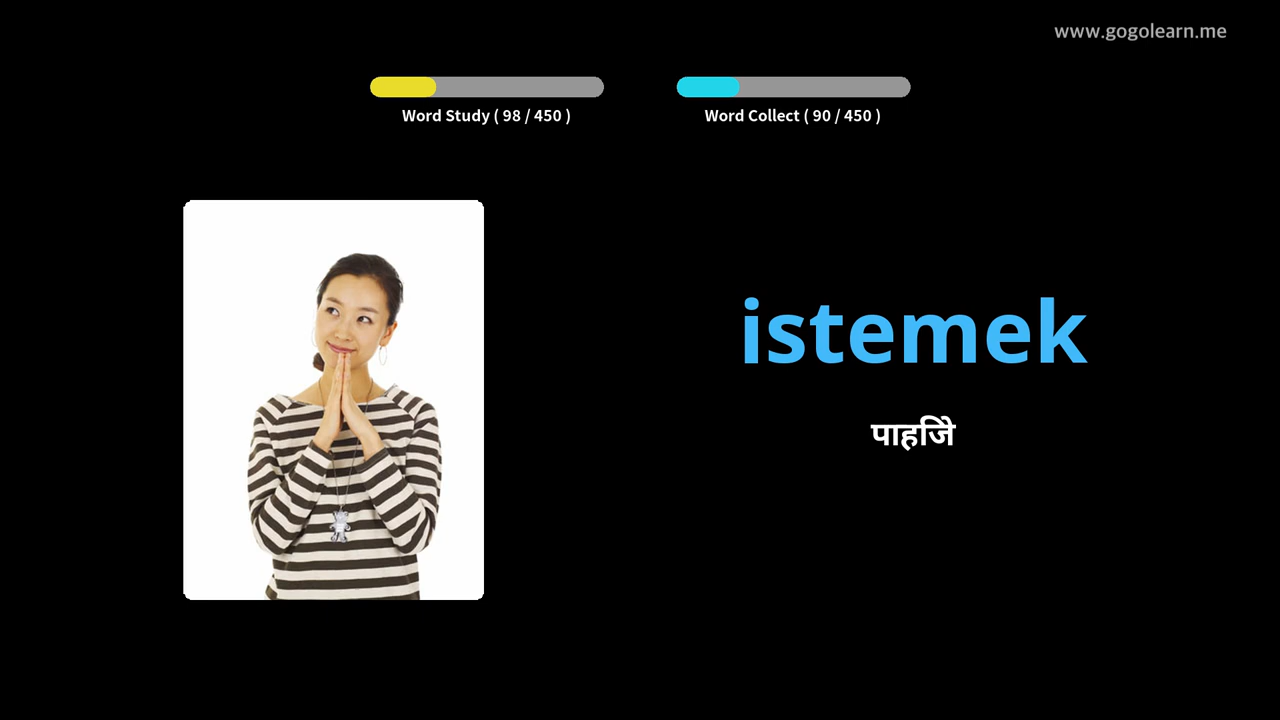 www.gogolearn.me
Word Study ( 98 / 450 )
Word Collect ( 90 / 450 )
istemek
पाहिजे